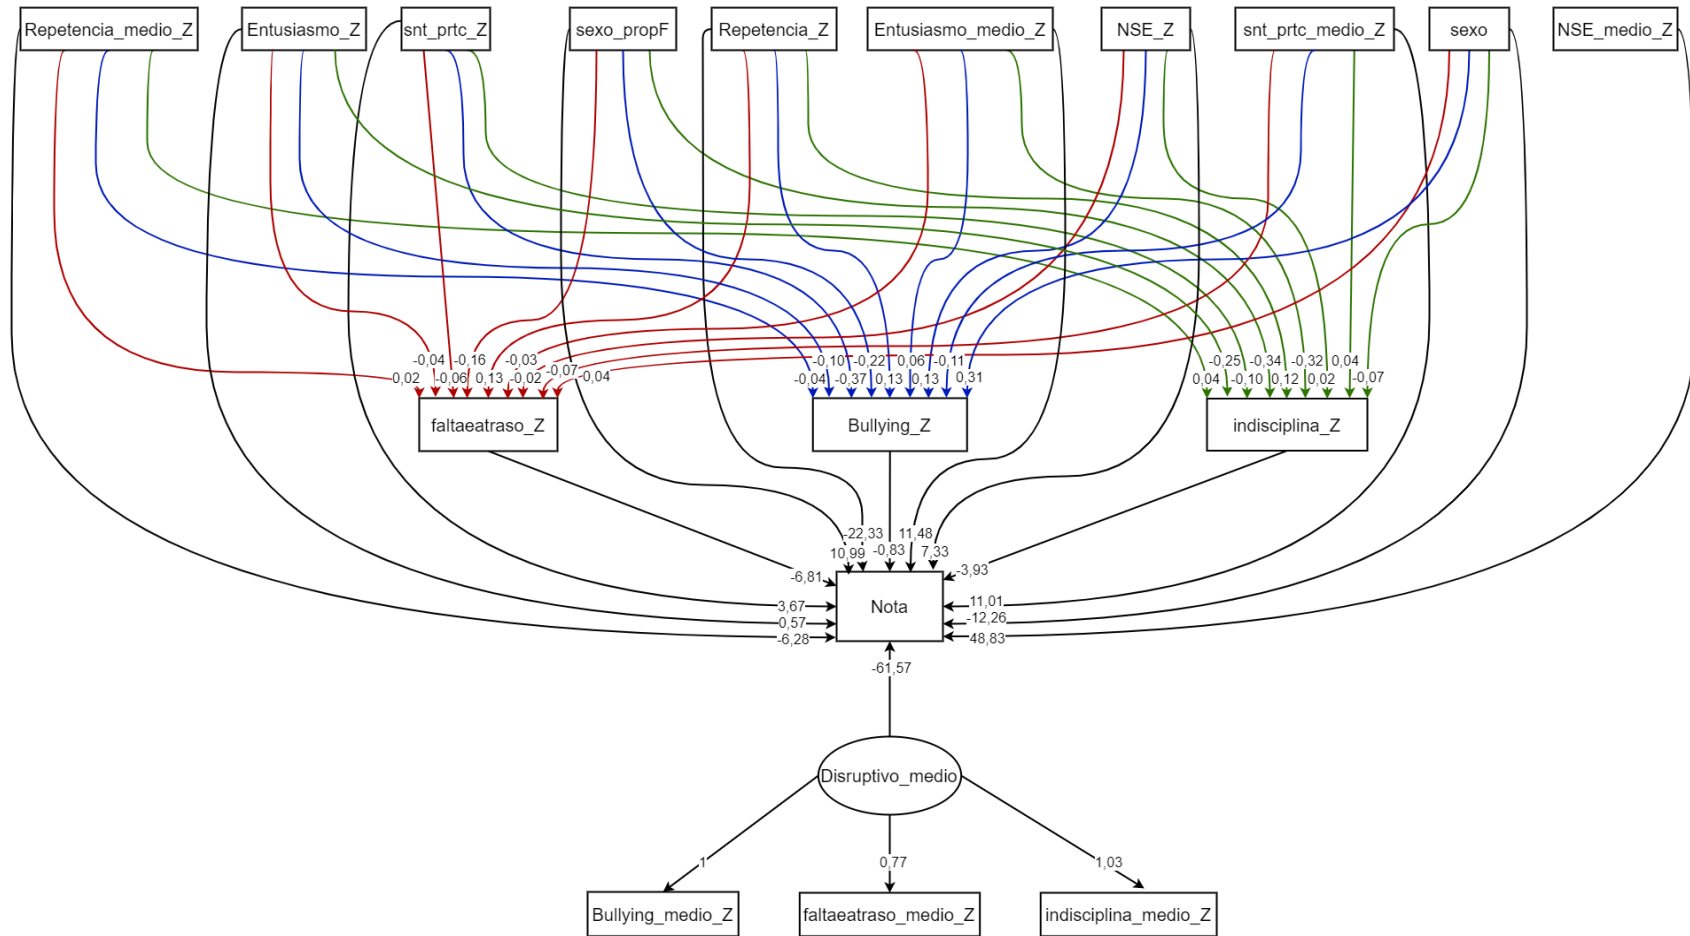 Repetencia_medio_Z
Entusiasmo_Z
snt_prtc_Z
sexo_propF
Repetencia_Z
Entusiasmo_medio_Z
NSE_Z
snt_prtc_medio_Z
sexo
NSE_medio_Z
-0,04
-0,16
-0,03
-0,07
0,02
-0,06
0,13
-0,02
-0,04
-0,10
-0,22
0,06
-0,11
-0,04
-0,37
0,13
0,13
0,31
-0,25
-0,34
-0,32
0,04
0,04
-0,10
0,12
0,02
-0,07
faltaeatraso_Z
Bullying_Z
indisciplina_Z
-22,33
11,48
10,99
-0,83
7,33
-6,81
-3,93
3,67
Nota
11,01
0,57
-12,26
-6,28
48,83
-61,57
Disruptivo_medio
1
0,77
1,03
Bullying_medio_Z
faltaeatraso_medio_Z
indisciplina_medio_Z